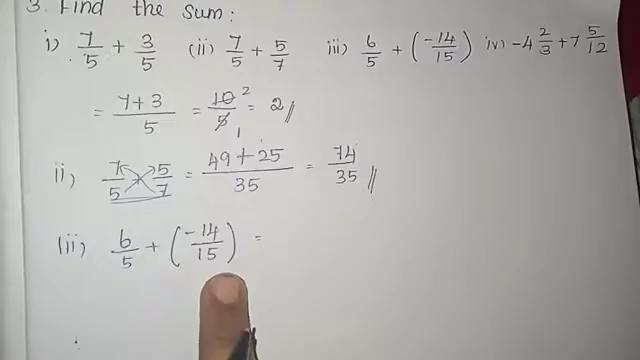 3. Find the sum:
i) 7/5 + 3/5 (ii) 7/5 + 5/7 iii) 6/5 + (-14/15) iv) -4 2/3 + 7 5/12
= 7+3/5 = 10/5 2 1 = 2//
ii) 7/5 + 5/7 = 49+25/35 = 74/35 //
(iii) 6/5 + (-14/15) =